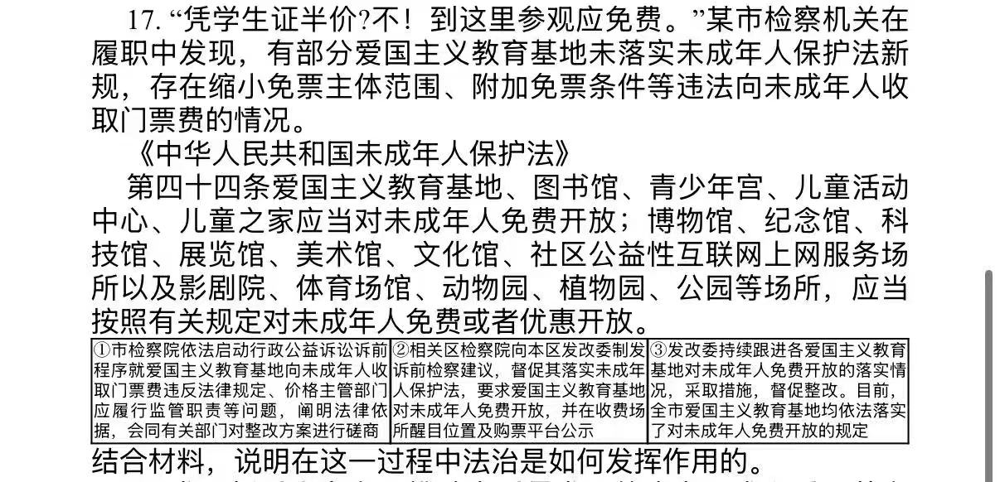 17. “凭学生证半价?不！到这里参观应免费。”某市检察机关在
履职中发现，有部分爱国主义教育基地未落实未成年人保护法新
规，存在缩小免票主体范围、附加免票条件等违法向未成年人收
取门票费的情况。
《中华人民共和国未成年人保护法》
第四十四条爱国主义教育基地、图书馆、青少年宫、儿童活动
中心、儿童之家应当对未成年人免费开放；博物馆、纪念馆、科
技馆、展览馆、美术馆、文化馆、社区公益性互联网上网服务场
所以及影剧院、体育场馆、动物园、植物园、公园等场所，应当
按照有关规定对未成年人免费或者优惠开放。
①市检察院依法启动行政公益诉讼诉前
程序就爱国主义教育基地向未成年人收
取门票费违反法律规定、价格主管部门
应履行监管职责等问题，阐明法律依
据，会同有关部门对整改方案进行磋商
②相关区检察院向本区发改委制发
诉前检察建议，督促其落实未成年
人保护法，要求爱国主义教育基地
对未成年人免费开放，并在收费场
所醒目位置及购票平台公示
③发改委持续跟进各爱国主义教育
基地对未成年人免费开放的落实情
况，采取措施，督促整改。目前，
全市爱国主义教育基地均依法落实
了对未成年人免费开放的规定
结合材料，说明在这一过程中法治是如何发挥作用的。